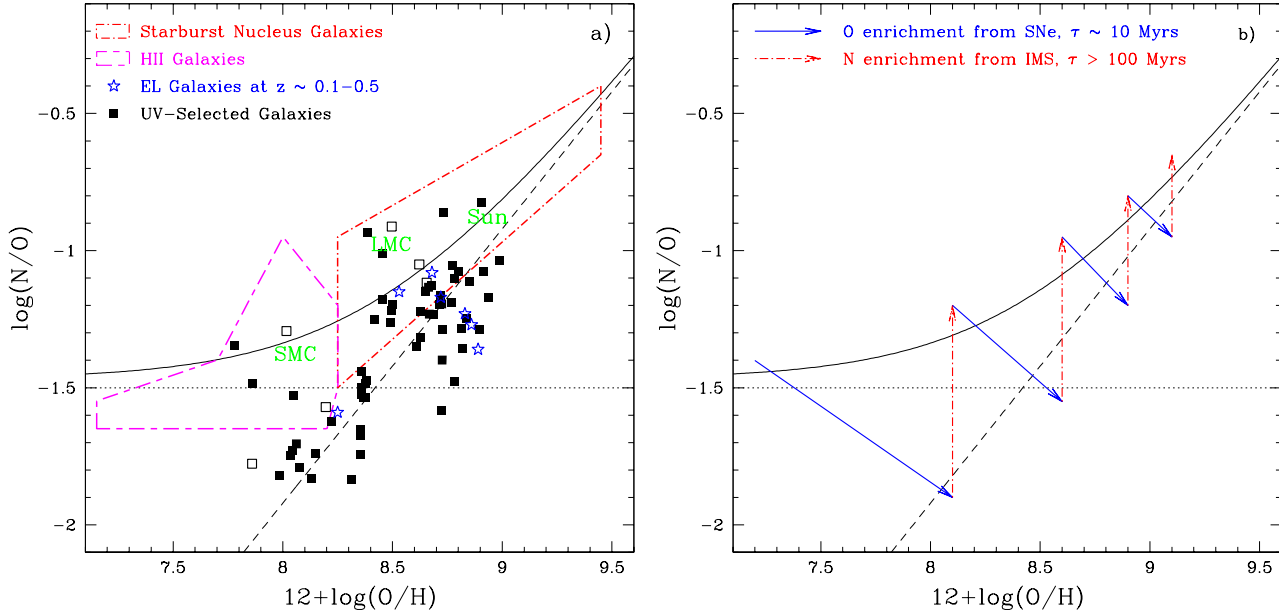 a)
Starburst Nucleus Galaxies
HII Galaxies
EL Galaxies at z ~ 0.1−0.5
UV−Selected Galaxies
Sun
LMC
SMC
−0.5
−1
−1.5
−2
log(N/O)
7.5 8 8.5 9 9.5
12+log(O/H)
b)
O enrichment from SNe, τ ~ 10 Myrs
N enrichment from IMS, τ > 100 Myrs
−0.5
−1
−1.5
−2
log(N/O)
7.5 8 8.5 9 9.5
12+log(O/H)